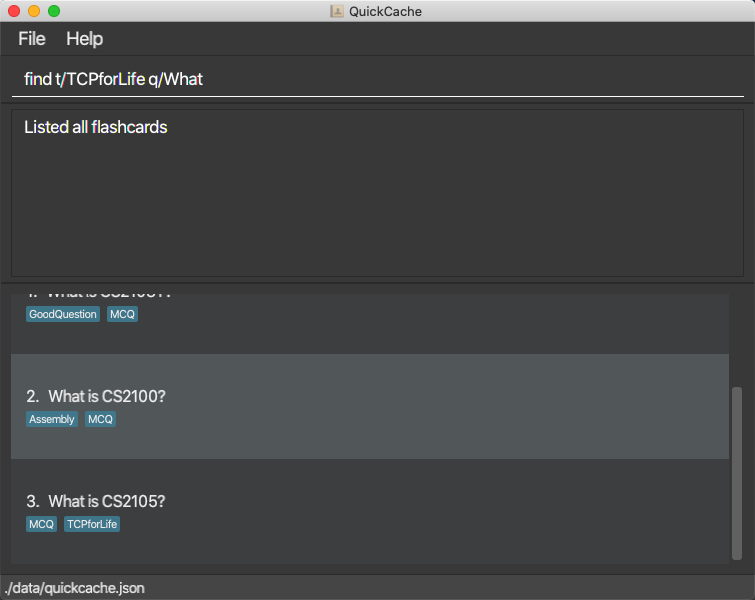 QuickCache
File Help
find t/TCPforLife q/What
Listed all flashcards
GoodQuestion MCQ
2. What is CS2100?
Assembly MCQ
3. What is CS2105?
MCQ TCPforLife
./data/quickcache.json